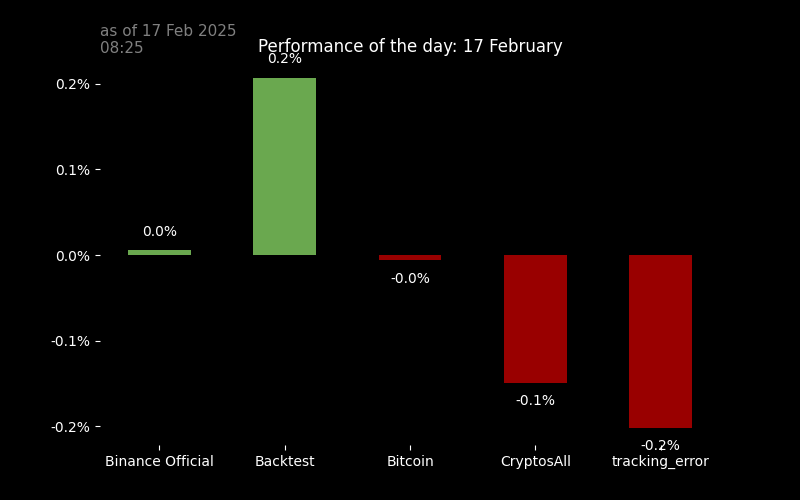 as of 17 Feb 2025
08:25
Performance of the day: 17 February
0.2%
0.2%
0.1%
0.0%
0.0%
-0.0%
-0.1%
-0.1%
-0.2%
-0.2%
Binance Official
Backtest
Bitcoin
CryptosAll
tracking_error